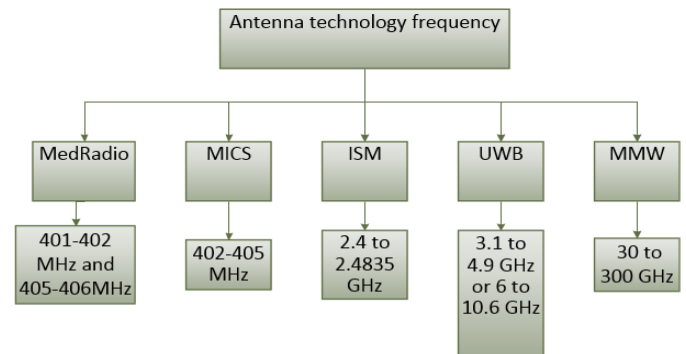 Antenna technology frequency
MedRadio
MICS
ISM
UWB
MMW
401-402
MHz and
405-406MHz
402-405
MHz
2.4 to
2.4835
GHz
3.1 to
4.9 GHz
or 6 to
10.6 GHz
30 to
300 GHz